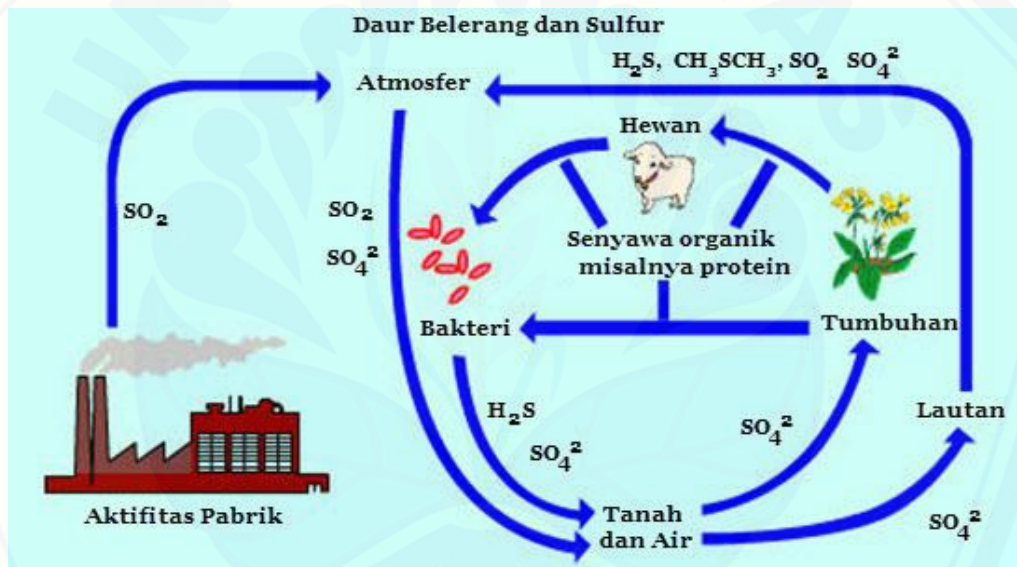 Daur Belerang dan Sulfur
H₂S, CH₃SCH₃, SO₂ SO₄²
Atmosfer
Hewan
SO₂
SO₂
SO₄²
Senyawa organik
misalnya protein
Bakteri
Tumbuhan
H₂S
SO₄²
SO₄²
Lautan
Aktifitas Pabrik
Tanah
dan Air
SO₄²